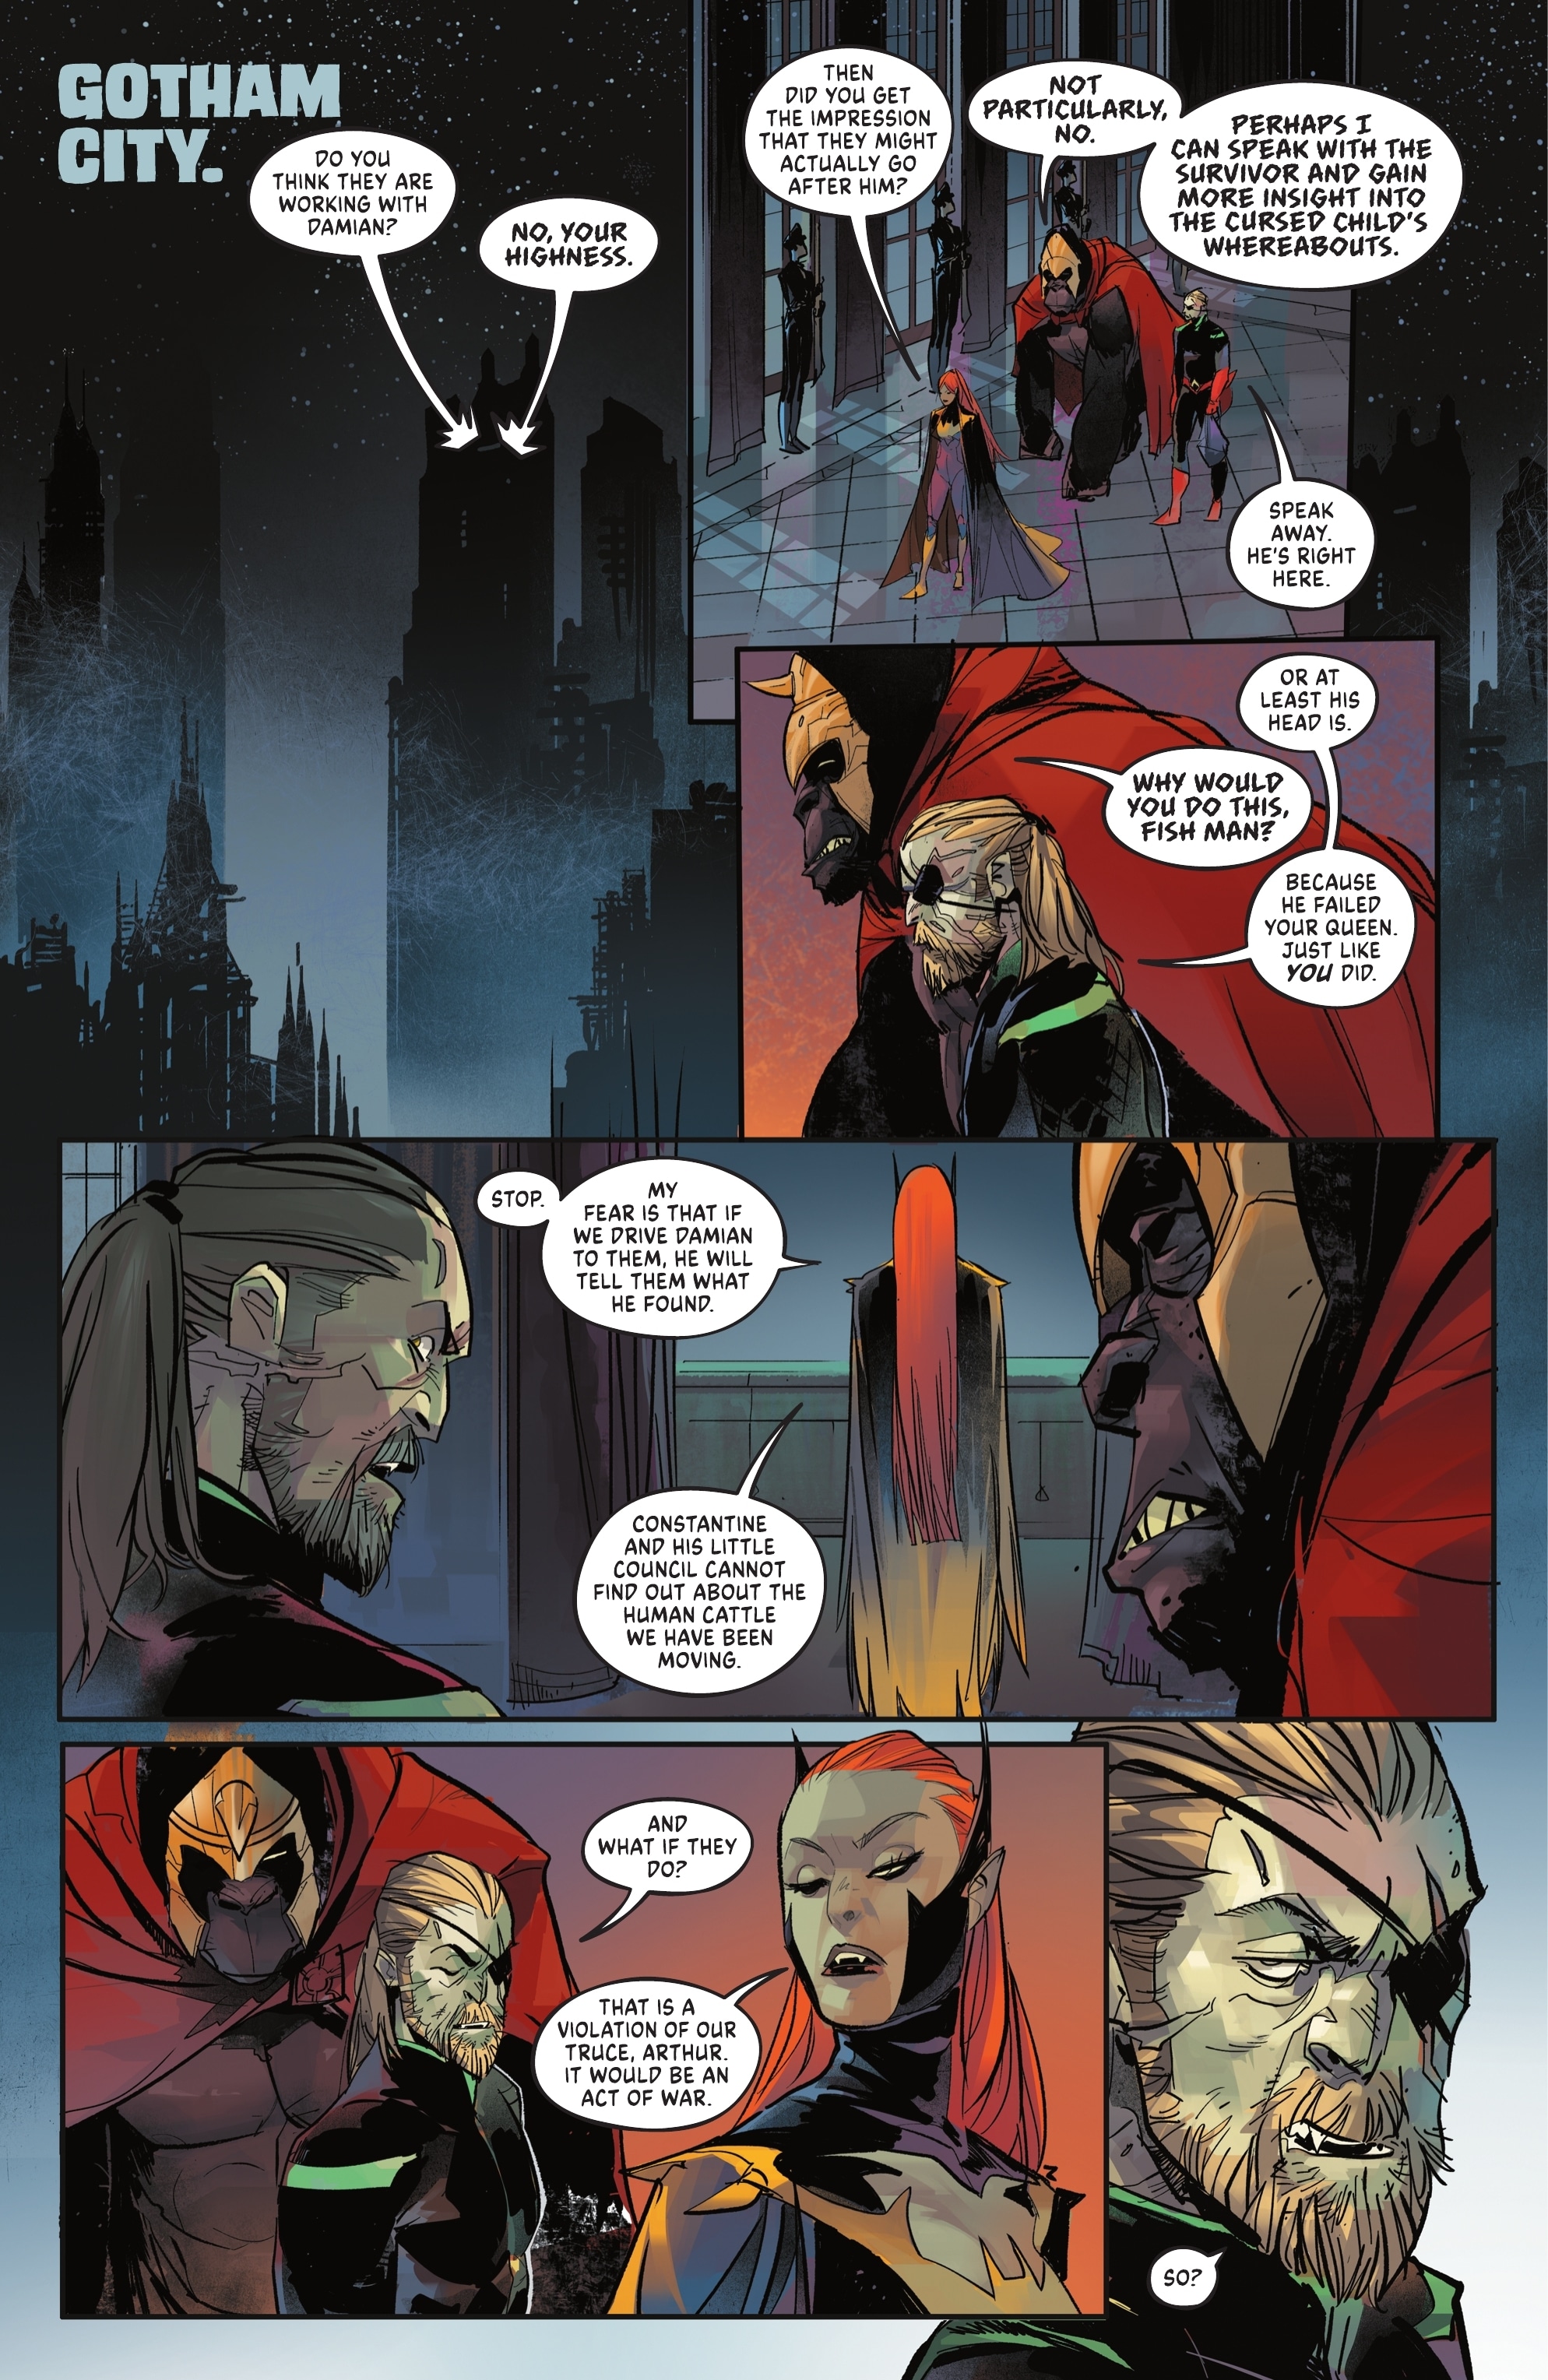 GOTHAM
CITY.
DO YOU
THINK THEY ARE
WORKING WITH
DAMIAN?
NO, YOUR
HIGHNESS.
THEN
DID YOU GET
THE IMPRESSION
THAT THEY MIGHT
ACTUALLY GO
AFTER HIM?
NOT
PARTICULARLY,
NO.
PERHAPS I
CAN SPEAK WITH THE
SURVIVOR AND GAIN
MORE INSIGHT INTO
THE CURSED CHILD'S
WHEREABOUTS.
SPEAK
AWAY.
HE'S RIGHT
HERE.
OR AT
LEAST HIS
HEAD IS.
WHY WOULD
YOU DO THIS,
FISH MAN?
BECAUSE
HE FAILED
YOUR QUEEN.
JUST LIKE
YOU DID.
STOP.
MY
FEAR IS THAT IF
WE DRIVE DAMIAN
TO THEM, HE WILL
TELL THEM WHAT
HE FOUND.
CONSTANTINE
AND HIS LITTLE
COUNCIL CANNOT
FIND OUT ABOUT THE
HUMAN CATTLE
WE HAVE BEEN
MOVING.
AND
WHAT IF THEY
DO?
THAT IS A
VIOLATION OF OUR
TRUCE, ARTHUR.
IT WOULD BE AN
ACT OF WAR.
SO?